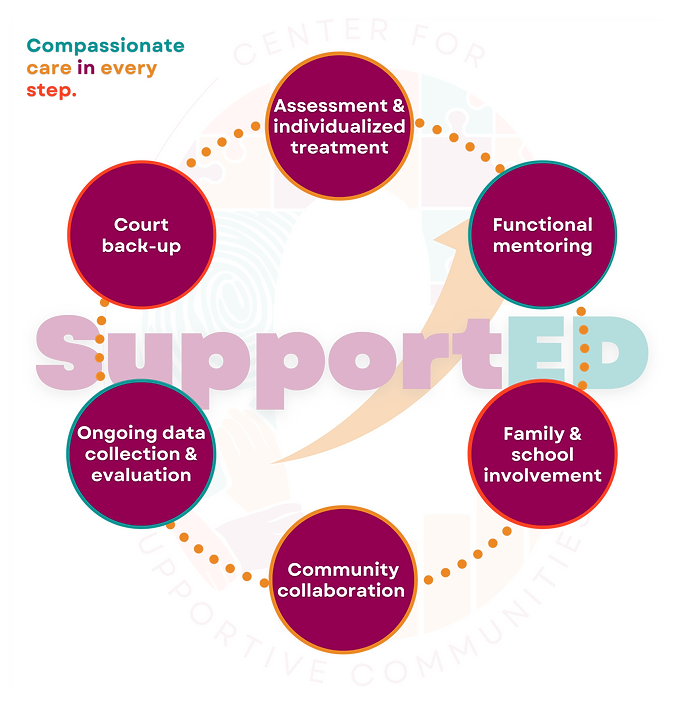 Compassionate
care in every
step.
CENTER FOR
Assessment &
individualized
treatment
Court
back-up
Functional
mentoring
SupportED
Ongoing data
collection &
evaluation
Family &
school
involvement
Community
collaboration
SUPPORTIVE COMMUNITIES